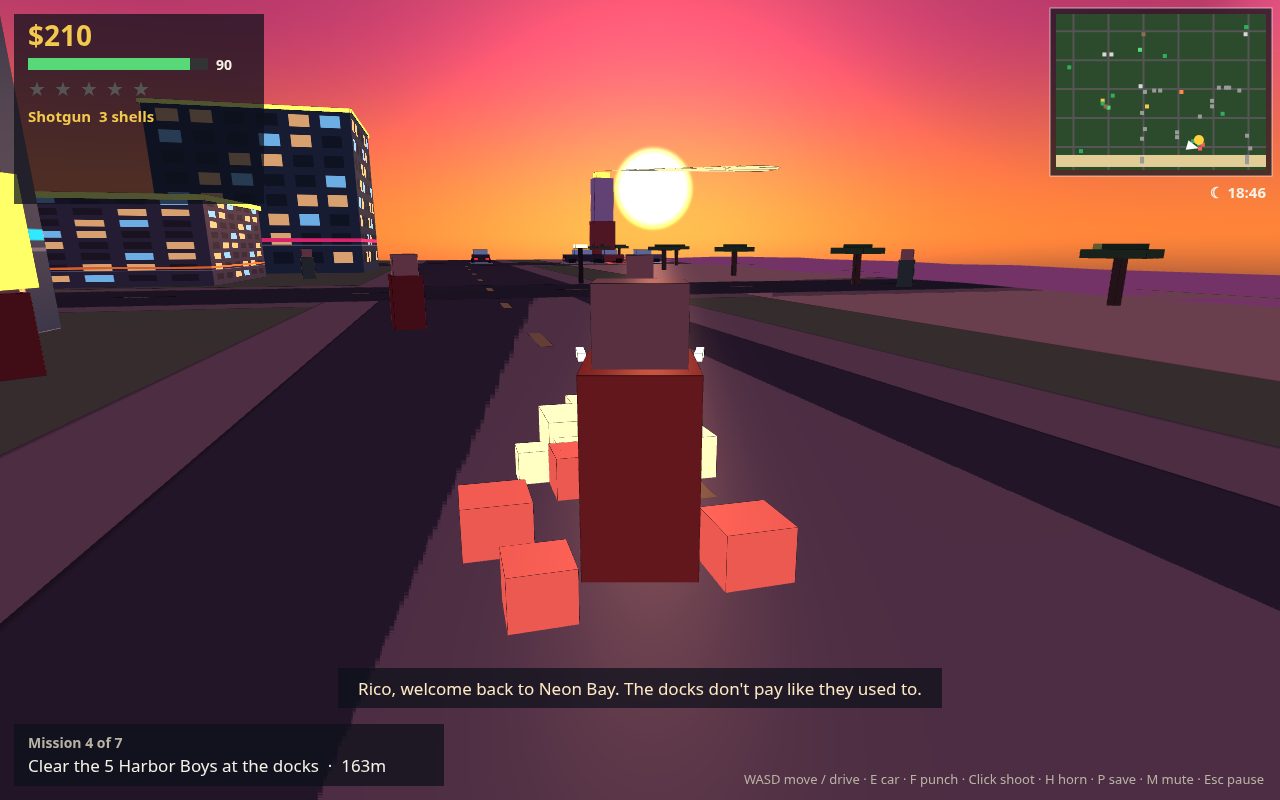 $210
90
★ ★ ★ ★ ★
Shotgun 3 shells
☾ 18:46
Rico, welcome back to Neon Bay. The docks don't pay like they used to.
Mission 4 of 7
Clear the 5 Harbor Boys at the docks · 163m
WASD move / drive · E car · F punch · Click shoot · H horn · P save · M mute · Esc pause